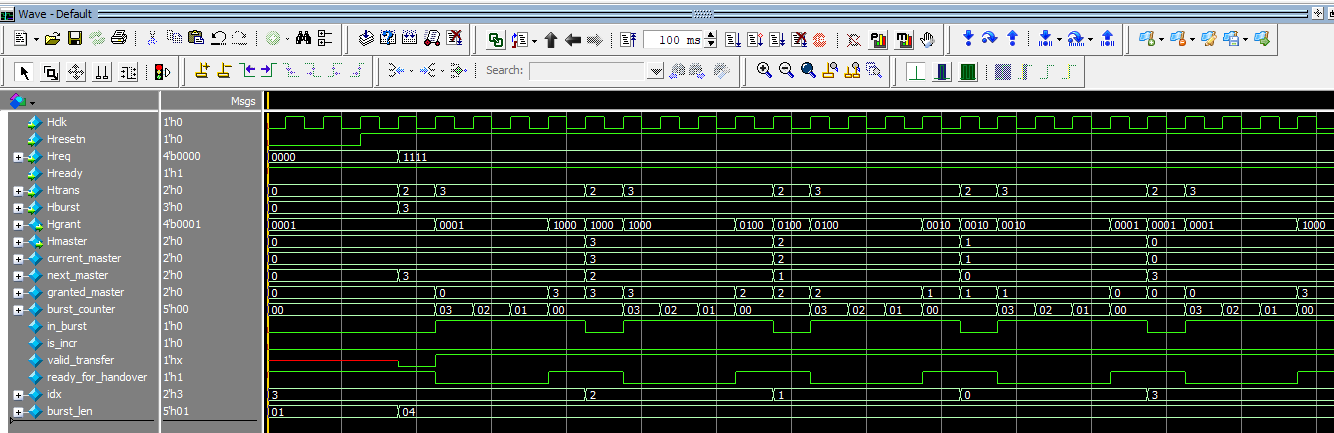 Wave - Default
100 ms
Search:
Msgs
Hclk 1'h0
Hresetn 1'h0
Hreq 4'b0000 0000 1111
Hready 1'h1
Htrans 2'h0 0 2 3 2 3 2 3 2 3 2 3
Hburst 3'h0 0 3
Hgrant 4'b0001 0001 0001 1000 1000 1000 0100 0100 0100 0010 0010 0010 0001 0001 0001 1000
Hmaster 2'h0 0 3 2 1 0
current_master 2'h0 0 3 2 1 0
next_master 2'h0 0 3 2 1 0 3
granted_master 2'h0 0 0 3 3 3 2 2 2 1 1 1 0 0 0 3
burst_counter 5'h00 00 03 02 01 00 03 02 01 00 03 02 01 00 03 02 01 00 03 02 01 00
in_burst 1'h0
is_incr 1'h0
valid_transfer 1'hx
ready_for_handover 1'h1
idx 2'h3 3 2 1 0 3
burst_len 5'h01 01 04